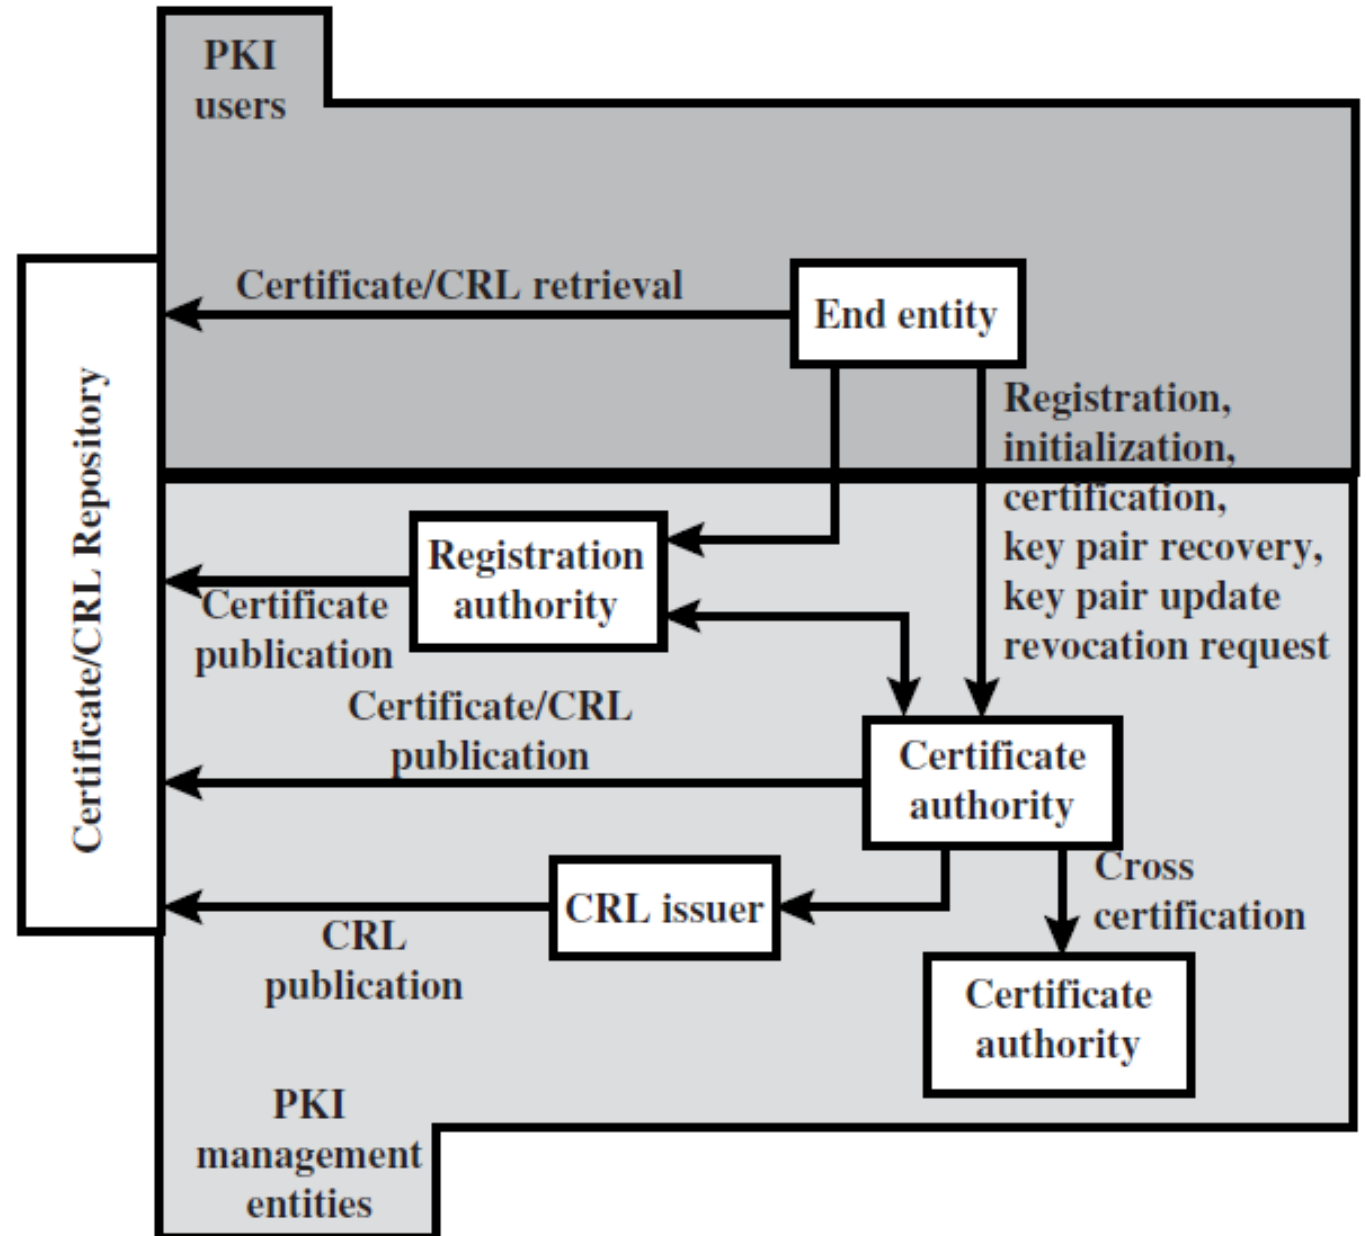 PKI
users
Certificate/CRL retrieval
End entity
Certificate/CRL Repository
Registration,
initialization,
certification,
key pair recovery,
key pair update
revocation request
Registration
authority
Certificate
publication
Certificate/CRL
publication
Certificate
authority
CRL issuer
CRL
publication
Cross
certification
Certificate
authority
PKI
management
entities